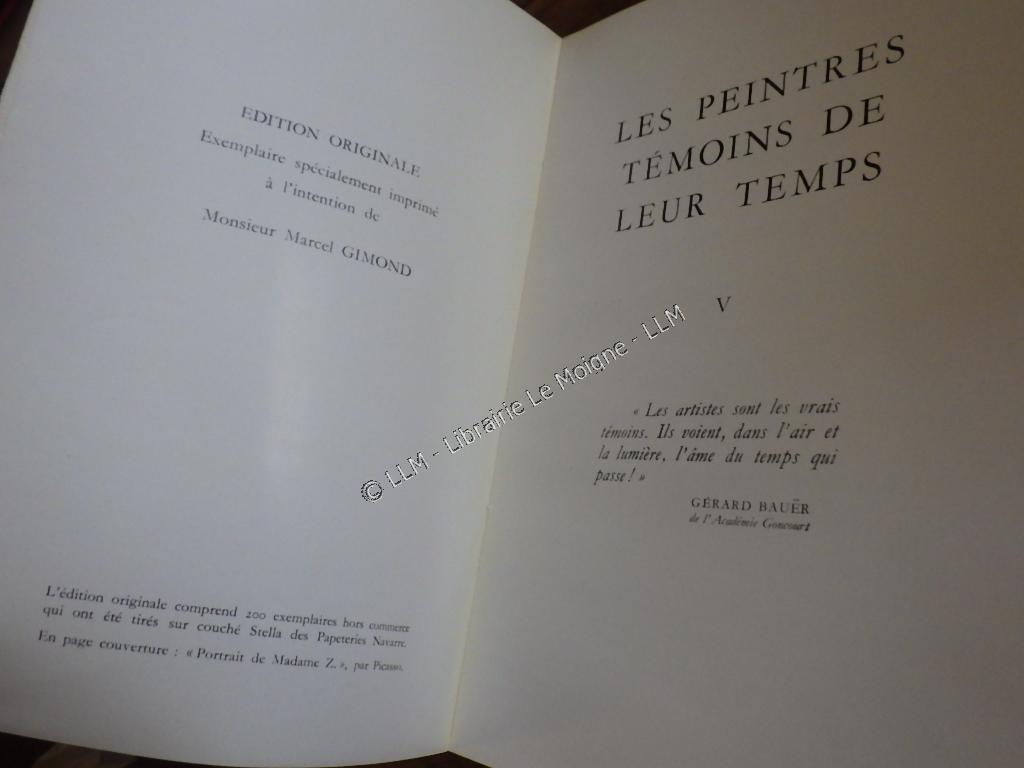 EDITION ORIGINALE
Exemplaire spécialement imprimé
à l'intention de
Monsieur Marcel GIMOND
L'édition originale comprend 200 exemplaires hors commerce
qui ont été tirés sur couché Stella des Papeteries Navarre.
En page couverture : « Portrait de Madame Z. », par Picasso.
LES PEINTRES
TÉMOINS DE
LEUR TEMPS
V
« Les artistes sont les vrais
témoins. Ils voient, dans l'air et
la lumière, l'âme du temps qui
passe ! »
GÉRARD BAUËR
de l'Académie Goncourt
© LLM - Librairie Le Moigne - LLM